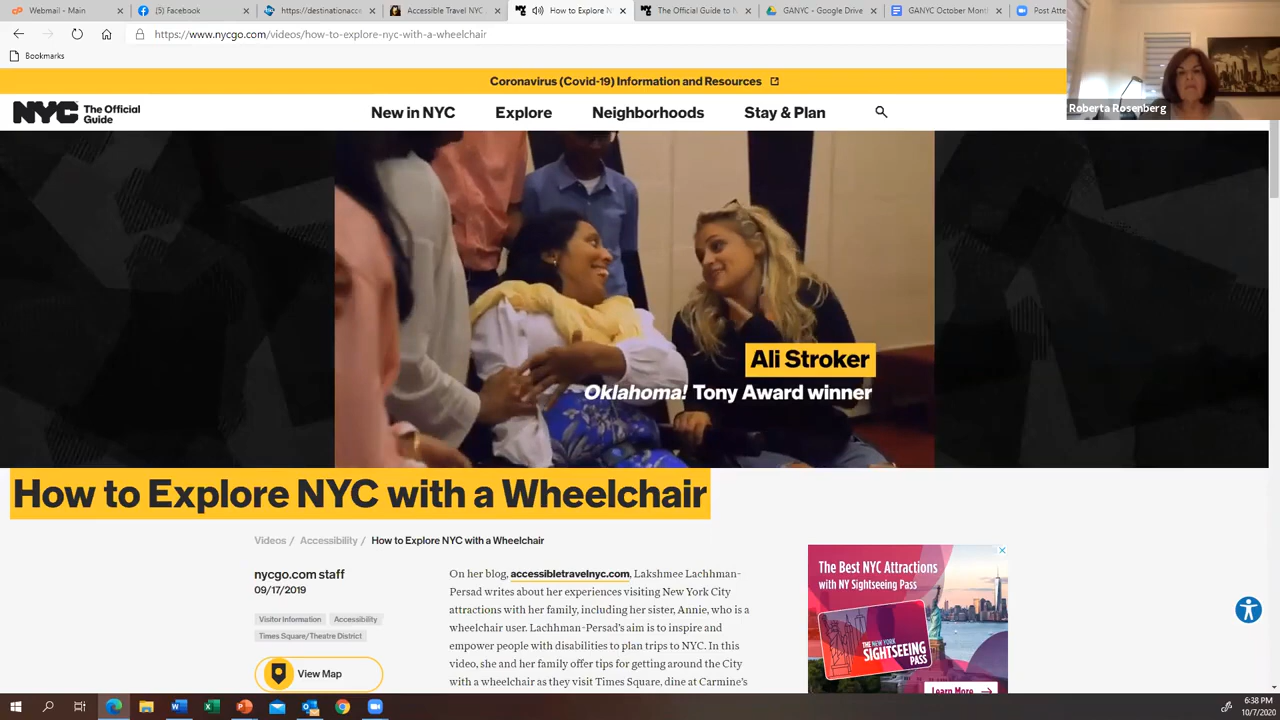 Webmail - Main
(5) Facebook
https://destinationacce
Accessible Travel NYC
How to Explore N
The Official Guide to N
GANYC - Google Drive
GANYC October Mont
Post Atte
https://www.nycgo.com/videos/how-to-explore-nyc-with-a-wheelchair
Bookmarks
Roberta Rosenberg
Coronavirus (Covid-19) Information and Resources
NYC The Official
Guide
New in NYC
Explore
Neighborhoods
Stay & Plan
Ali Stroker
Oklahoma! Tony Award winner
How to Explore NYC with a Wheelchair
Videos / Accessibility / How to Explore NYC with a Wheelchair
nycgo.com staff
09/17/2019
Visitor Information
Accessibility
Times Square/Theatre District
View Map
On her blog, accessibletravelnyc.com, Lakshmee Lachhman-
Persad writes about her experiences visiting New York City
attractions with her family, including her sister, Annie, who is a
wheelchair user. Lachhman-Persad's aim is to inspire and
empower people with disabilities to plan trips to NYC. In this
video, she and her family offer tips for getting around the City
with a wheelchair as they visit Times Square, dine at Carmine's
The Best NYC Attractions
with NY Sightseeing Pass
THE NEW YORK
SIGHTSEEING
PASS
Learn More
6:38 PM
10/7/2020